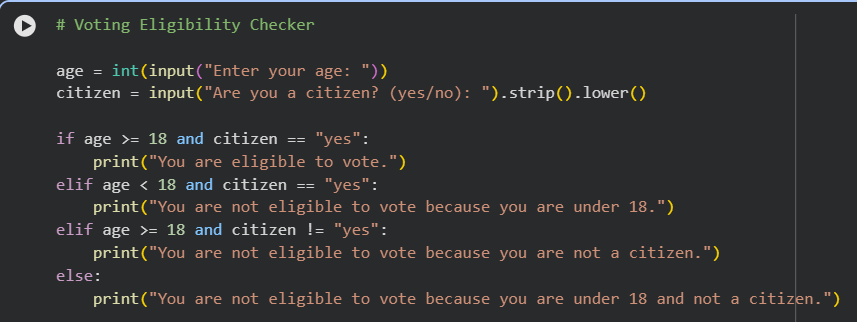 # Voting Eligibility Checker

age = int(input("Enter your age: "))
citizen = input("Are you a citizen? (yes/no): ").strip().lower()

if age >= 18 and citizen == "yes":
    print("You are eligible to vote.")
elif age < 18 and citizen == "yes":
    print("You are not eligible to vote because you are under 18.")
elif age >= 18 and citizen != "yes":
    print("You are not eligible to vote because you are not a citizen.")
else:
    print("You are not eligible to vote because you are under 18 and not a citizen.")